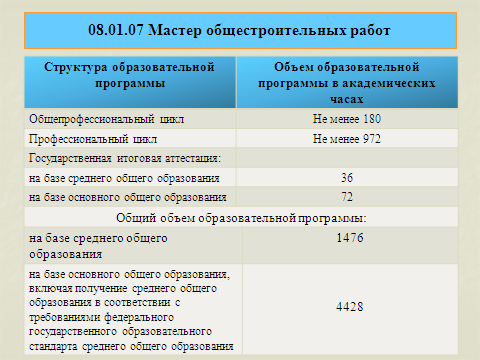 08.01.07 Мастер общестроительных работ
Структура образовательной
программы
Объем образовательной
программы в академических
часах
Общепрофессиональный цикл
Не менее 180
Профессиональный цикл
Не менее 972
Государственная итоговая аттестация:
на базе среднего общего образования
36
на базе основного общего образования
72
Общий объем образовательной программы:
на базе среднего общего
образования
1476
на базе основного общего образования,
включая получение среднего общего
образования в соответствии с
требованиями федерального
государственного образовательного
стандарта среднего общего образования
4428